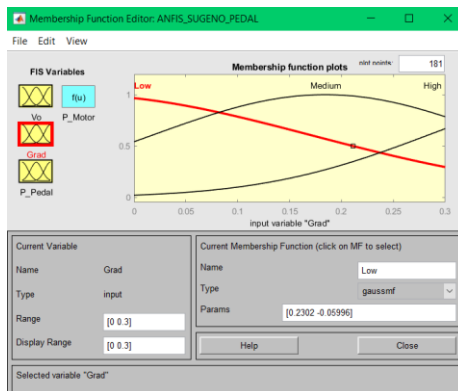 Membership Function Editor: ANFIS_SUGENO_PEDAL
File Edit View
FIS Variables
Membership function plots plot points: 181
f(u)
Vo P_Motor
Grad
P_Pedal
Low Medium High
1
0.5
0
0 0.05 0.1 0.15 0.2 0.25 0.3
input variable "Grad"
Current Variable
Name Grad
Type input
Range [0 0.3]
Display Range [0 0.3]
Current Membership Function (click on MF to select)
Name Low
Type gaussmf
Params [0.2302 -0.05996]
Help Close
Selected variable "Grad"